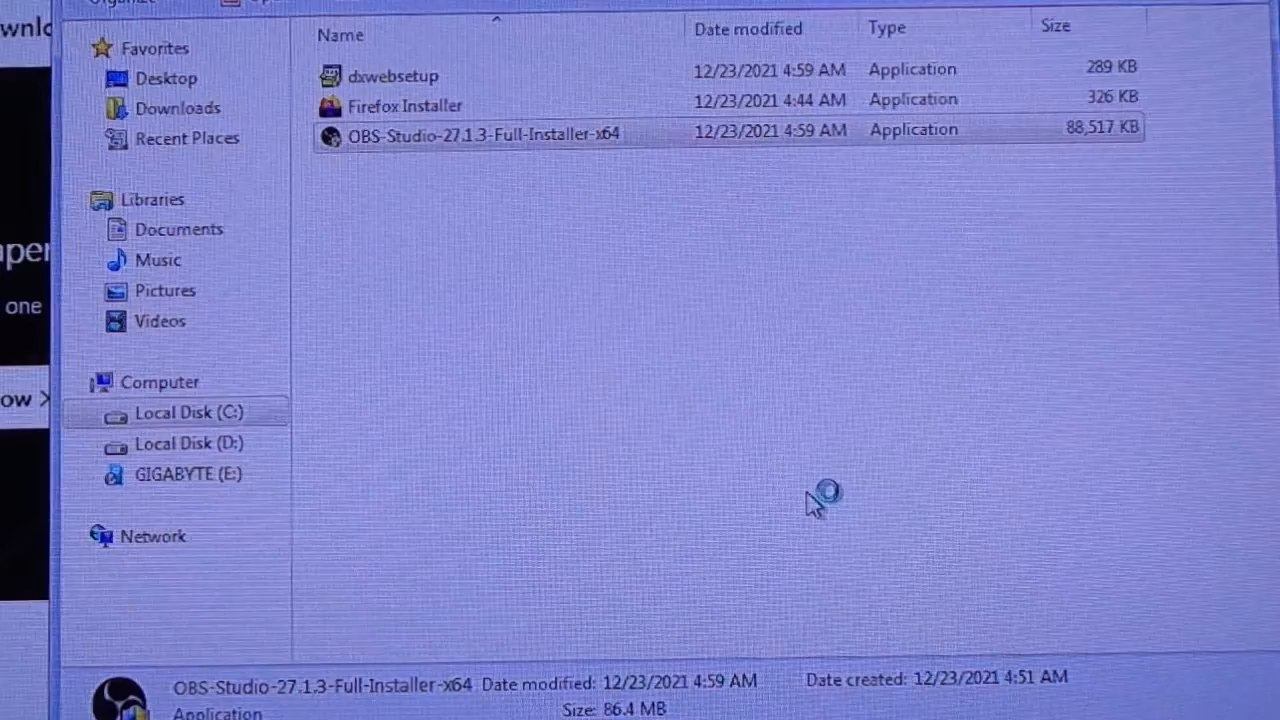 Organize
Name Date modified Type Size
Favorites
Desktop
Downloads
Recent Places
Libraries
Documents
Music
Pictures
Videos
Computer
Local Disk (C:)
Local Disk (D:)
GIGABYTE (E:)
Network
dxwebsetup 12/23/2021 4:59 AM Application 289 KB
Firefox Installer 12/23/2021 4:44 AM Application 326 KB
OBS-Studio-27.1.3-Full-Installer-x64 12/23/2021 4:59 AM Application 88,517 KB
one
OBS-Studio-27.1.3-Full-Installer-x64 Date modified: 12/23/2021 4:59 AM Date created: 12/23/2021 4:51 AM
Application Size: 86.4 MB